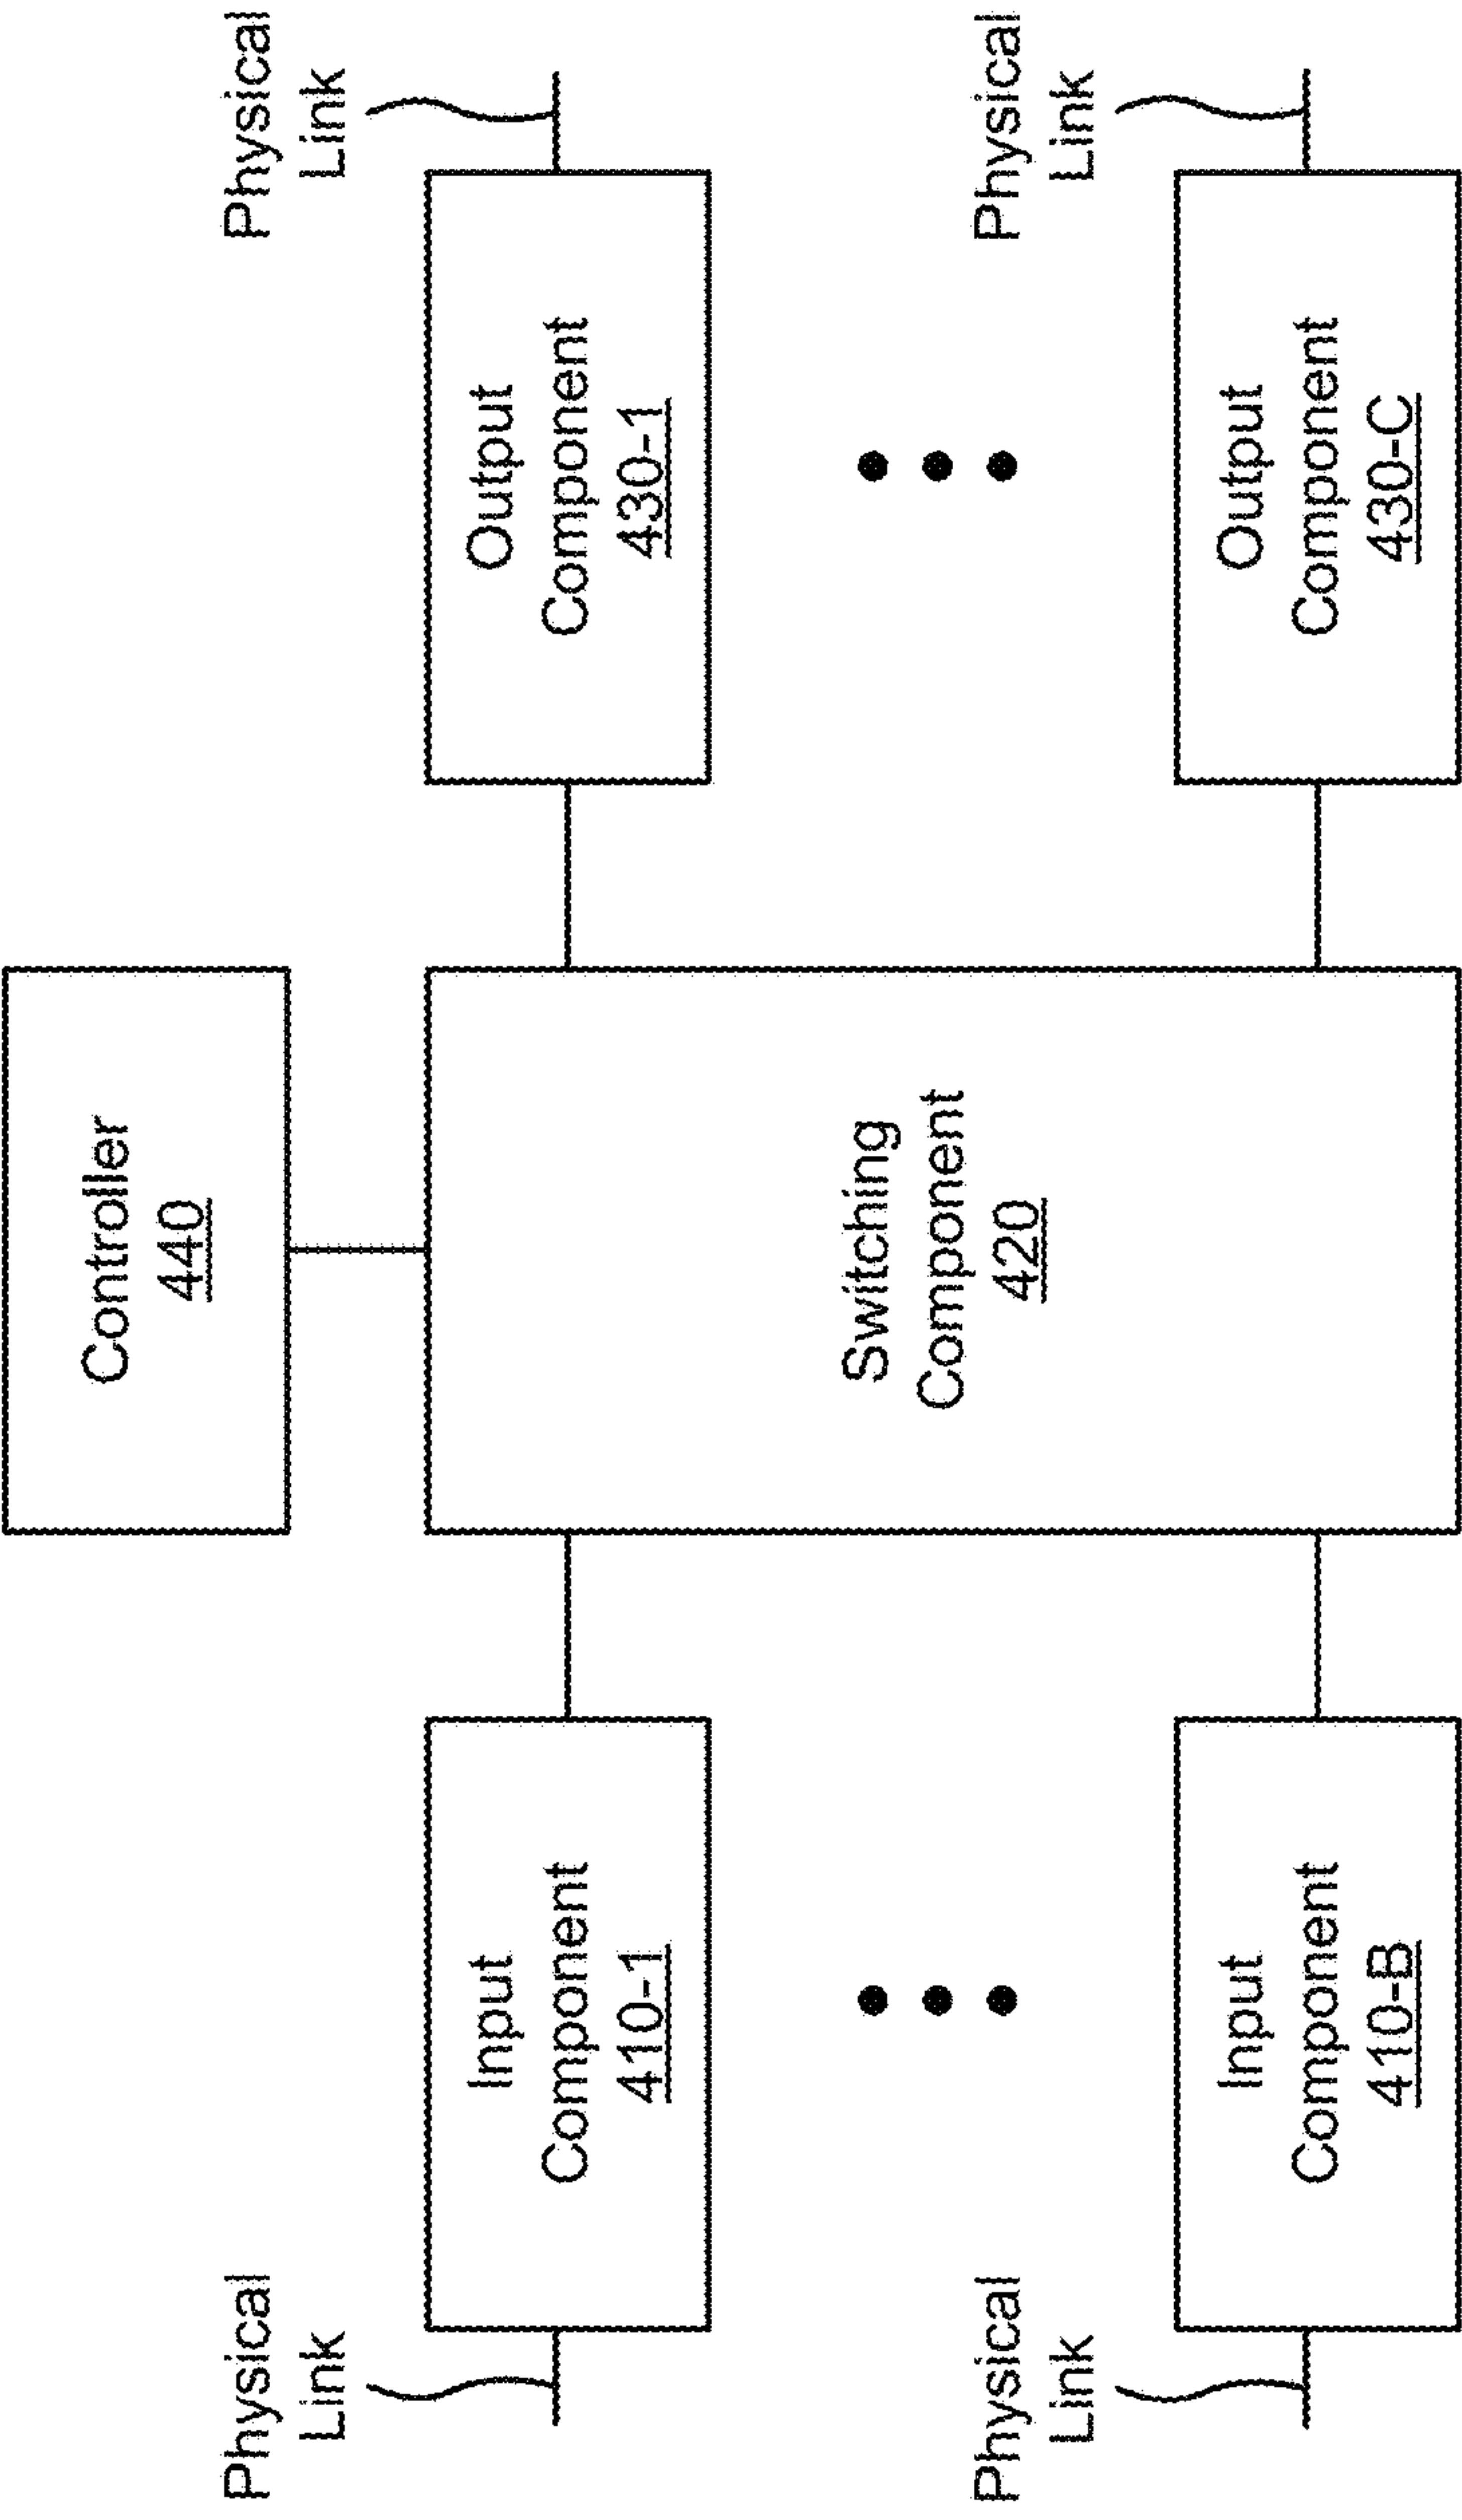 Controller
440
Physical
Link
Input
Component
410-1
Switching
Component
420
Output
Component
430-1
Physical
Link
Physical
Link
Input
Component
410-B
Output
Component
430-C
Physical
Link